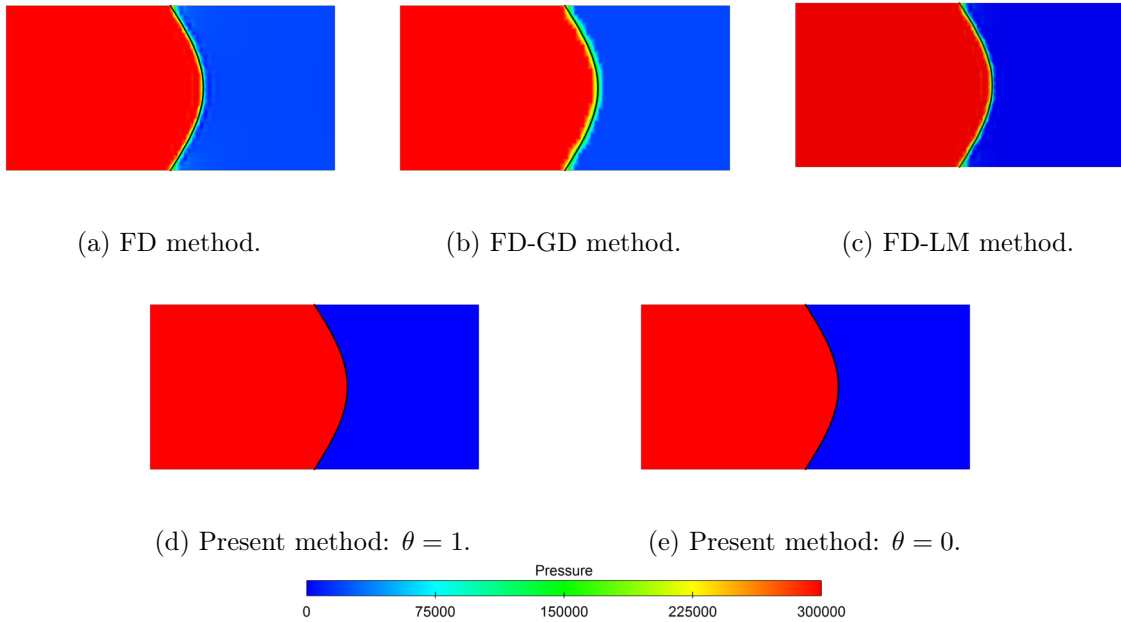 (a) FD method.
(b) FD-GD method.
(c) FD-LM method.
(d) Present method: θ = 1.
(e) Present method: θ = 0.
Pressure
0 75000 150000 225000 300000